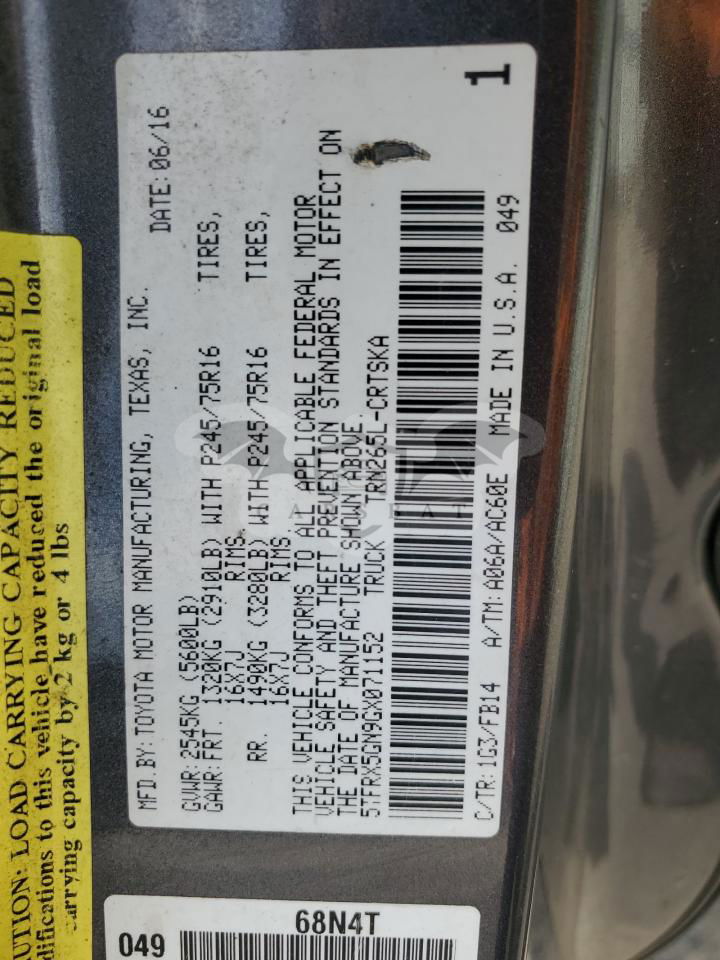 MFD.BY: TOYOTA MOTOR MANUFACTURING, TEXAS, INC. DATE: 06/16
GVWR: 2545KG (5600LB)
GAWR: FRT. 1320KG (2910LB) WITH P245/75R16 TIRES,
16X7J RIMS
RR. 1490KG (3280LB) WITH P245/75R16 TIRES,
16X7J RIMS
THIS VEHICLE CONFORMS TO ALL APPLICABLE FEDERAL MOTOR
VEHICLE SAFETY AND THEFT PREVENTION STANDARDS IN EFFECT ON
THE DATE OF MANUFACTURE SHOWN ABOVE.
5TFRX5GN9GX071152 TRUCK TRN265L-CRTSKA
C/TR: 1G3/FB14 A/TM: A06A/AC60E MADE IN U.S.A. 049
1
UTION: LOAD CARRYING CAPACITY REDUCED
difications to this vehicle have reduced the original load
carrying capacity by 2 kg or 4 lbs
68N4T
049